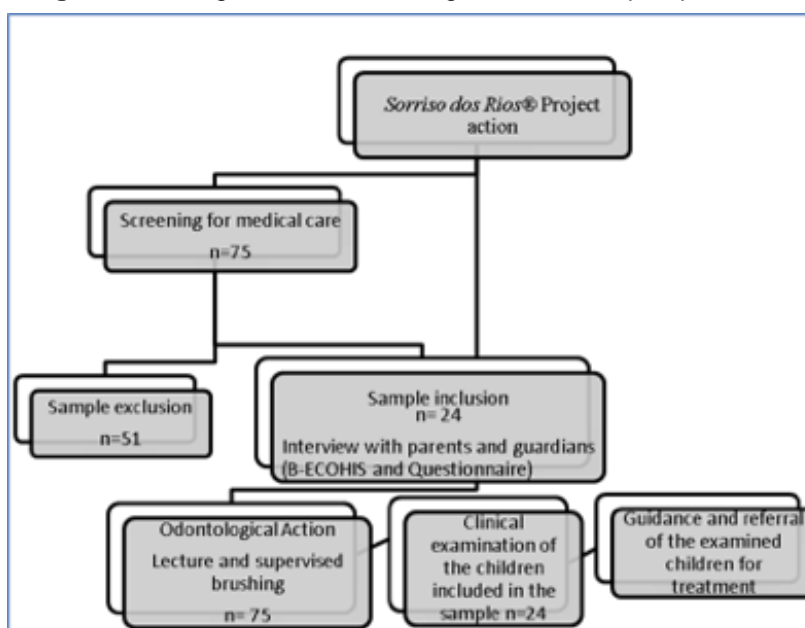 Sorriso dos Rios® Project
action
Screening for medical care
n=75
Sample exclusion
n=51
Sample inclusion
n= 24
Interview with parents and guardians
(B-ECOHIS and Questionnaire)
Odontological Action
Lecture and supervised
brushing
n= 75
Clinical
examination of
the children
included in the
sample n=24
Guidance and referral
of the examined
children for
treatment